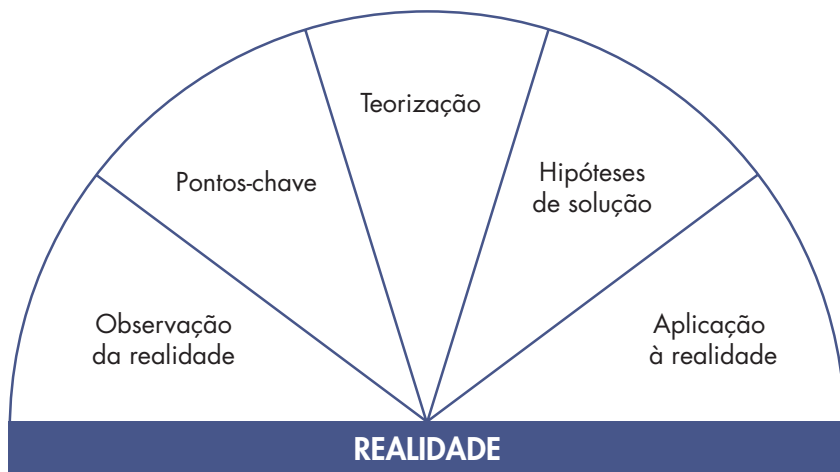 Observação
da realidade
Pontos-chave
Teorização
Hipóteses
de solução
Aplicação
à realidade
REALIDADE